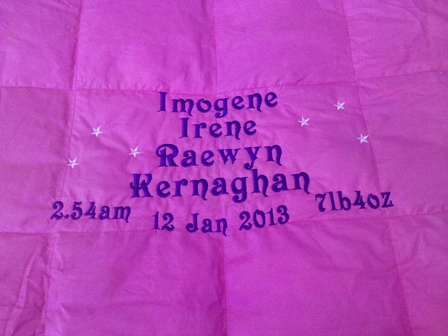 Imogene
Irene
Raewyn
Kernaghan
2.54am 12 Jan 2013 7lb4oz